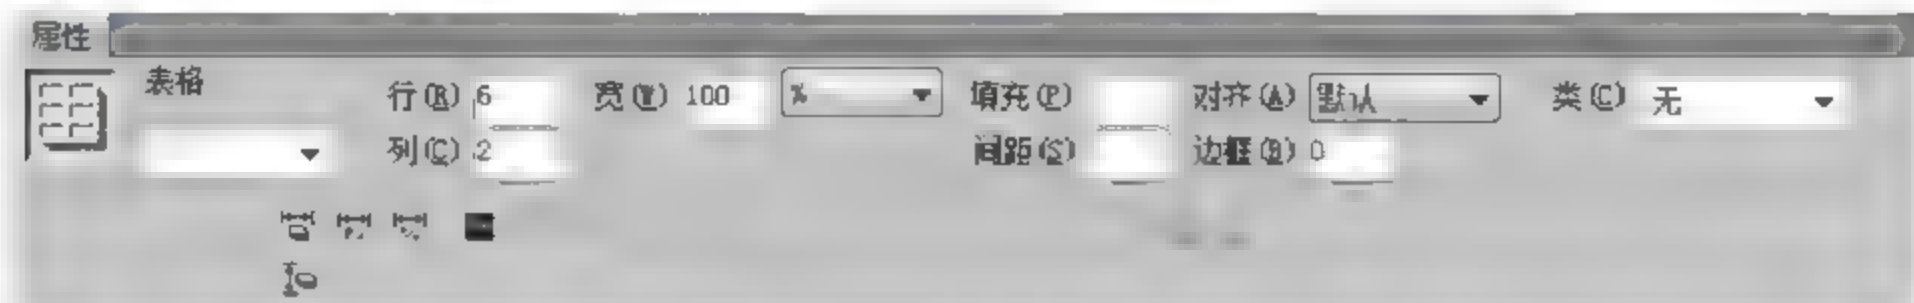 属性
表格 行(R) 6 宽(W) 100 % 填充(P) 对齐(A) 默认 类(C) 无
列(C) 2 间距(S) 边框(B) 0